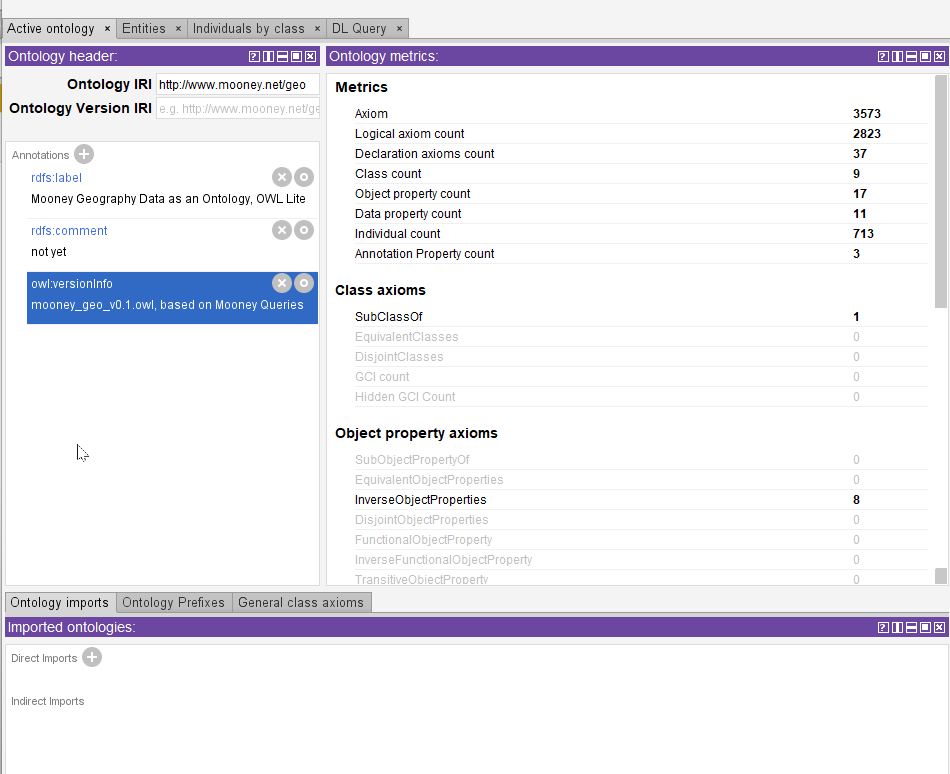 Active ontology × Entities × Individuals by class × DL Query ×
Ontology header:
Ontology IRI http://www.mooney.net/geo
Ontology Version IRI e.g. http://www.mooney.net/ge
Annotations
rdfs:label
Mooney Geography Data as an Ontology, OWL Lite
rdfs:comment
not yet
owl:versionInfo
mooney_geo_v0.1.owl, based on Mooney Queries
Ontology metrics:
Metrics
Axiom 3573
Logical axiom count 2823
Declaration axioms count 37
Class count 9
Object property count 17
Data property count 11
Individual count 713
Annotation Property count 3
Class axioms
SubClassOf 1
EquivalentClasses 0
DisjointClasses 0
GCI count 0
Hidden GCI Count 0
Object property axioms
SubObjectPropertyOf 0
EquivalentObjectProperties 0
InverseObjectProperties 8
DisjointObjectProperties 0
FunctionalObjectProperty 0
InverseFunctionalObjectProperty 0
TransitiveObjectProperty 0
Ontology imports Ontology Prefixes General class axioms
Imported ontologies:
Direct Imports
Indirect Imports